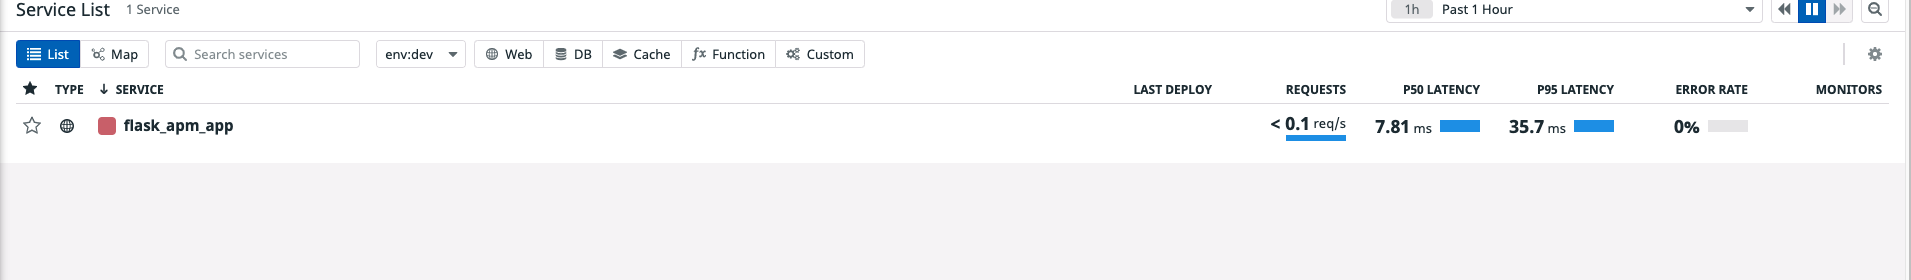 Service List 1 Service 1h Past 1 Hour
List Map Search services env:dev Web DB Cache Function Custom
TYPE SERVICE LAST DEPLOY REQUESTS P50 LATENCY P95 LATENCY ERROR RATE MONITORS
flask_apm_app < 0.1 req/s 7.81 ms 35.7 ms 0%